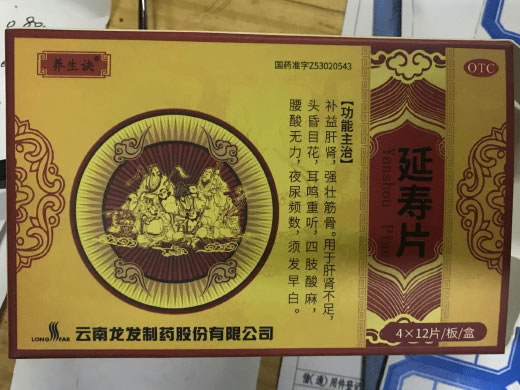 养生诀
国药准字Z53020543
OTC
延寿片
Yanshou Pian
【功能主治】
补益肝肾，强壮筋骨。用于肝肾不足，
头昏目花，耳鸣重听，四肢酸麻，
腰酸无力，夜尿频数，须发早白。
LONG FAR
云南龙发制药股份有限公司
4×12片/板/盒